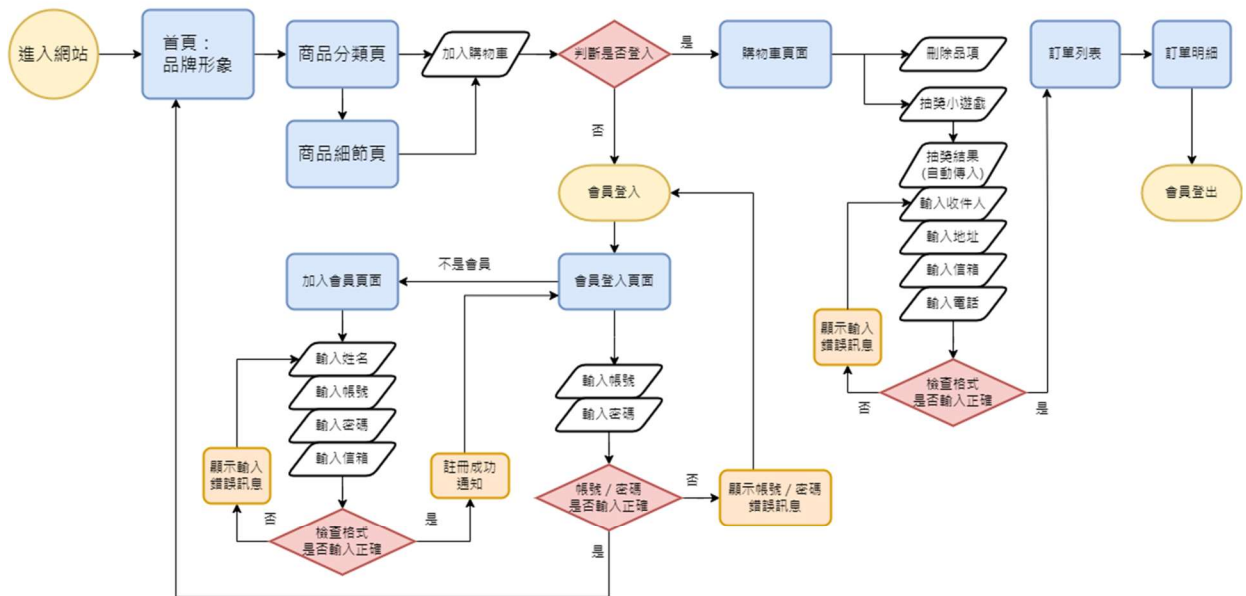 進入網站
首頁：
品牌形象
商品分類頁
加入購物車
判斷是否登入
是
購物車頁面
刪除品項
訂單列表
訂單明細
抽獎小遊戲
否
商品細節頁
抽獎結果
(自動傳入)
會員登入
會員登出
輸入收件人
輸入地址
輸入信箱
輸入電話
不是會員
加入會員頁面
會員登入頁面
顯示輸入
錯誤訊息
檢查格式
是否輸入正確
否
是
輸入姓名
輸入帳號
輸入密碼
輸入信箱
輸入帳號
輸入密碼
顯示輸入
錯誤訊息
註冊成功
通知
帳號 / 密碼
是否輸入正確
否
顯示帳號 / 密碼
錯誤訊息
否
是
檢查格式
是否輸入正確
是